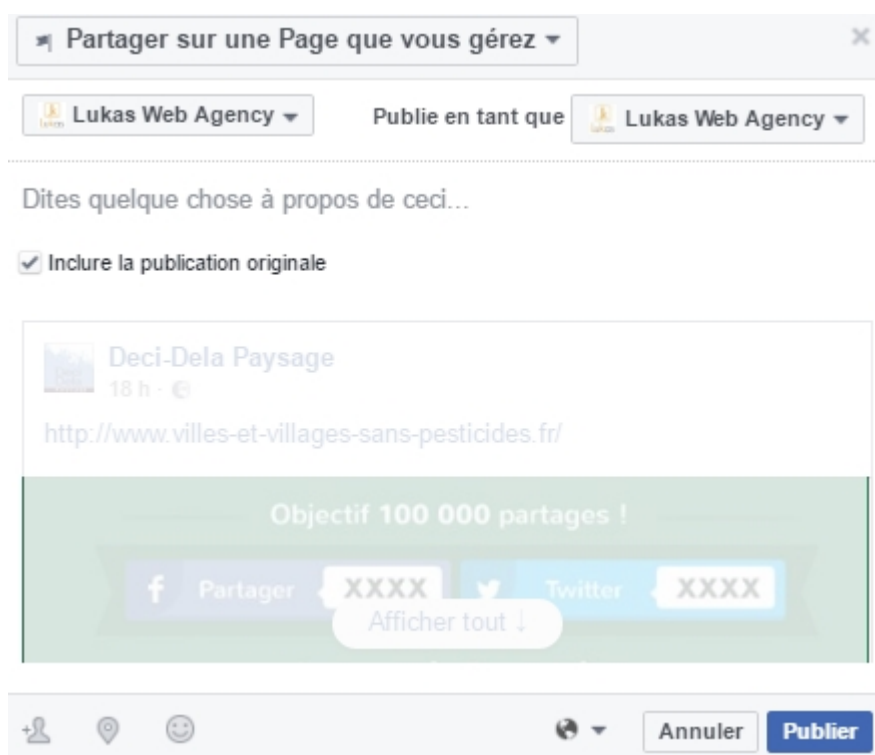 Partager sur une Page que vous gérez
Lukas Web Agency Publie en tant que Lukas Web Agency
Dites quelque chose à propos de ceci...
Inclure la publication originale
Deci-Dela Paysage
18 h ·
http://www.villes-et-villages-sans-pesticides.fr/
Objectif 100 000 partages !
Partager XXXX Twitter XXXX
Afficher tout ↓
Annuler Publier